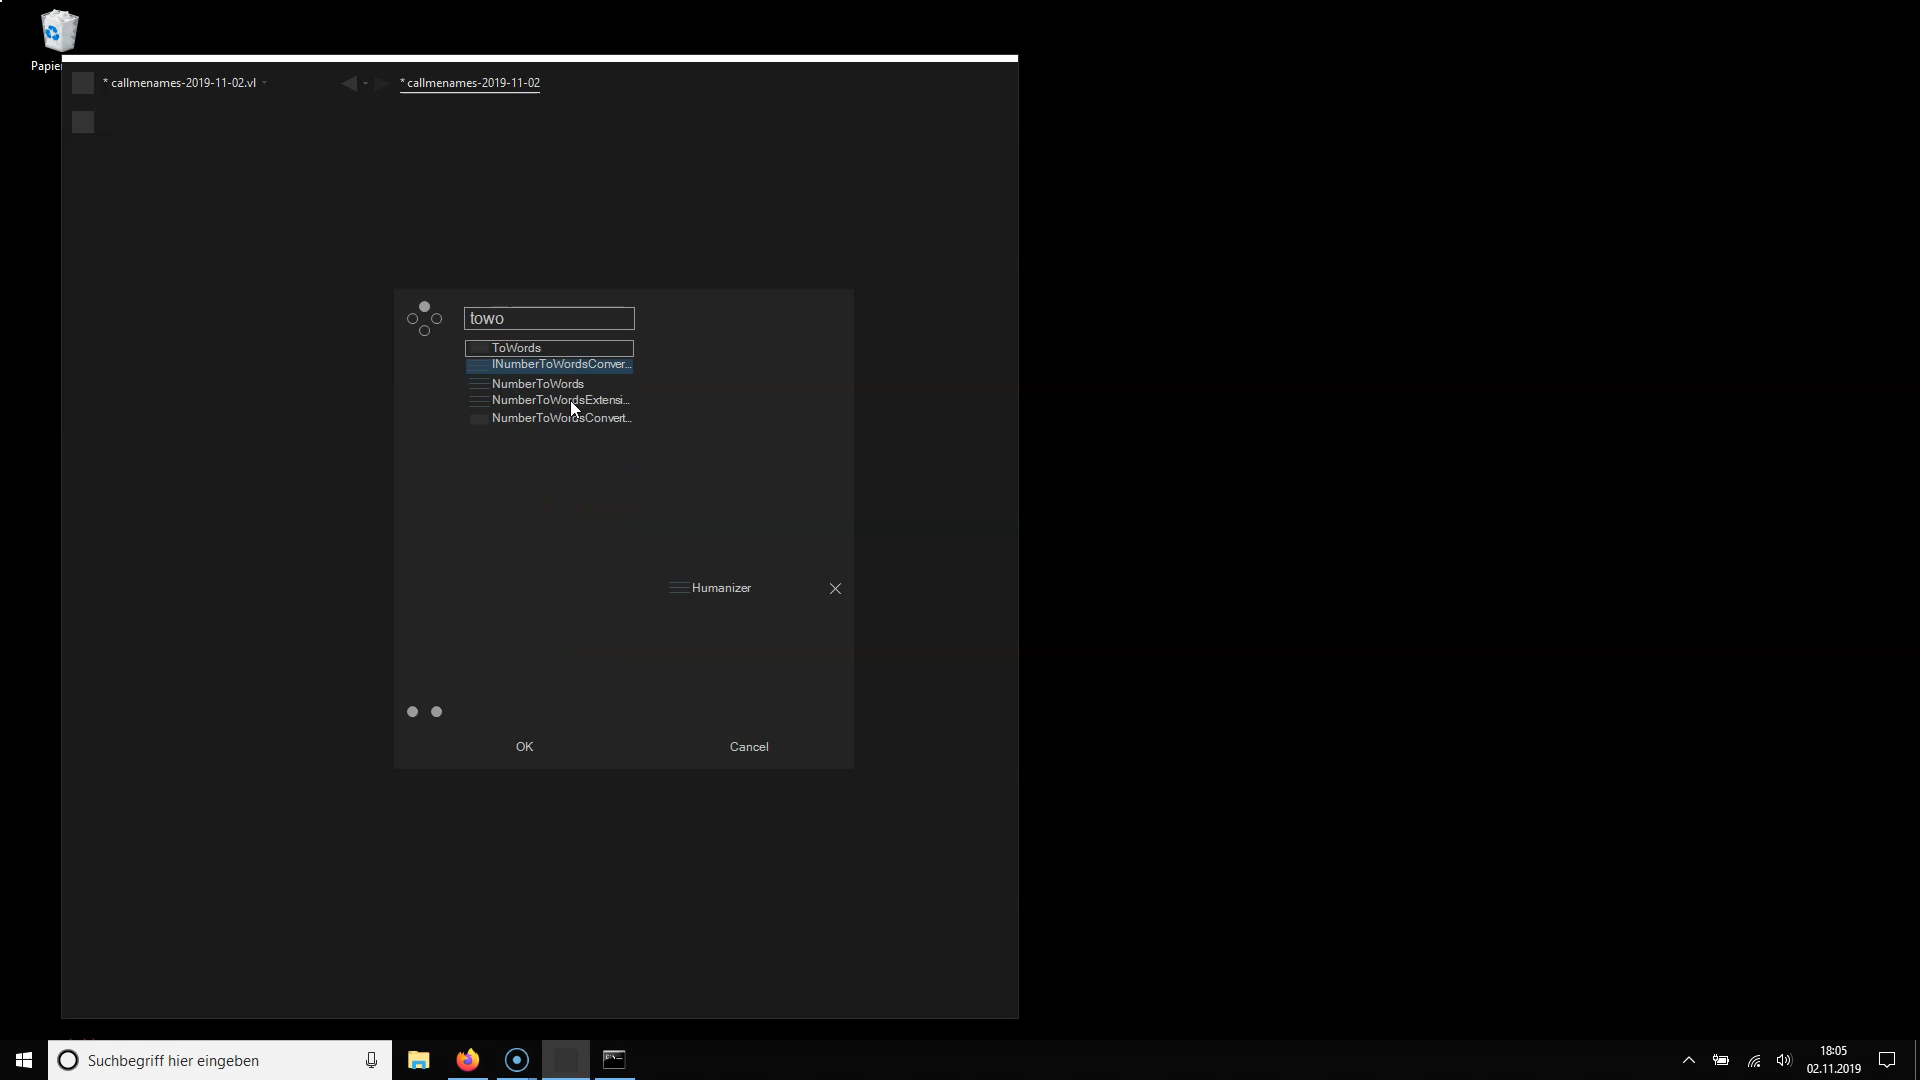 Papie
* callmenames-2019-11-02.vl
* callmenames-2019-11-02
towo
ToWords
INumberToWordsConver...
NumberToWords
NumberToWordsExtensi...
NumberToWordsConvert...
Humanizer
OK
Cancel
Suchbegriff hier eingeben
18:05
02.11.2019